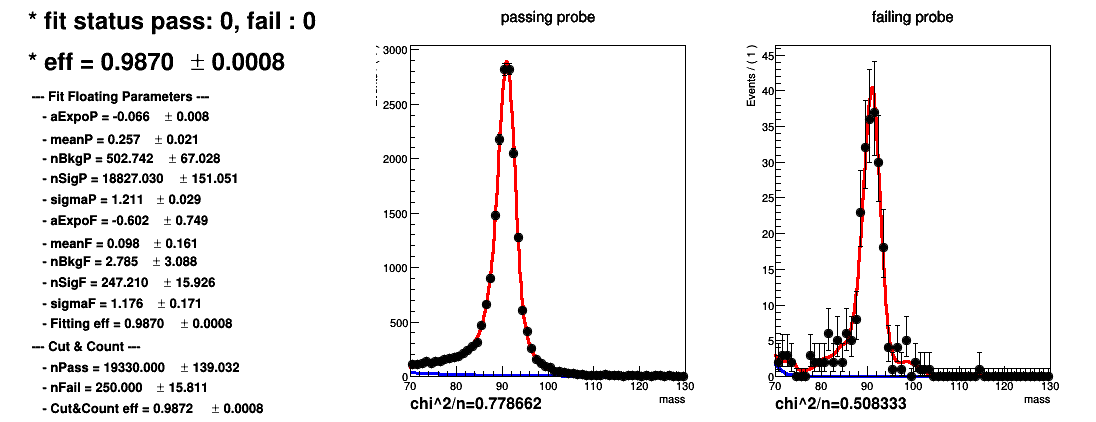 * fit status pass: 0, fail : 0
* eff = 0.9870 ± 0.0008
--- Fit Floating Parameters ---
- aExpoP = -0.066 ± 0.008
- meanP = 0.257 ± 0.021
- nBkgP = 502.742 ± 67.028
- nSigP = 18827.030 ± 151.051
- sigmaP = 1.211 ± 0.029
- aExpoF = -0.602 ± 0.749
- meanF = 0.098 ± 0.161
- nBkgF = 2.785 ± 3.088
- nSigF = 247.210 ± 15.926
- sigmaF = 1.176 ± 0.171
- Fitting eff = 0.9870 ± 0.0008
--- Cut & Count---
- nPass = 19330.000 ± 139.032
- nFail = 250.000 ± 15.811
- Cut&Count eff = 0.9872 ± 0.0008
passing probe
3000
2500
2000
1500
1000
500
0
70 80 90 100 110 120 130
mass
chi^2/n=0.778662
failing probe
Events / ( 1 )
45
40
35
30
25
20
15
10
5
0
70 80 90 100 110 120 130
mass
chi^2/n=0.508333